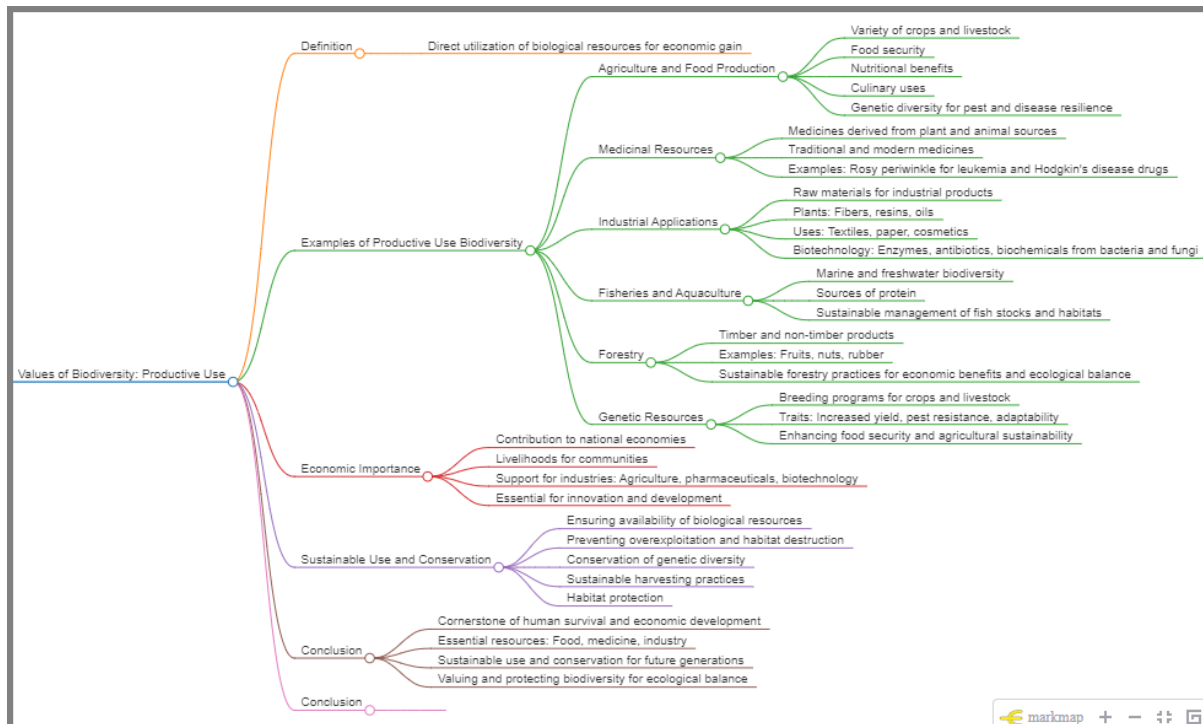 Values of Biodiversity: Productive Use
Definition
Direct utilization of biological resources for economic gain
Examples of Productive Use Biodiversity
Agriculture and Food Production
Variety of crops and livestock
Food security
Nutritional benefits
Culinary uses
Genetic diversity for pest and disease resilience
Medicinal Resources
Medicines derived from plant and animal sources
Traditional and modern medicines
Examples: Rosy periwinkle for leukemia and Hodgkin's disease drugs
Industrial Applications
Raw materials for industrial products
Plants: Fibers, resins, oils
Uses: Textiles, paper, cosmetics
Biotechnology: Enzymes, antibiotics, biochemicals from bacteria and fungi
Fisheries and Aquaculture
Marine and freshwater biodiversity
Sources of protein
Sustainable management of fish stocks and habitats
Forestry
Timber and non-timber products
Examples: Fruits, nuts, rubber
Sustainable forestry practices for economic benefits and ecological balance
Genetic Resources
Breeding programs for crops and livestock
Traits: Increased yield, pest resistance, adaptability
Enhancing food security and agricultural sustainability
Economic Importance
Contribution to national economies
Livelihoods for communities
Support for industries: Agriculture, pharmaceuticals, biotechnology
Essential for innovation and development
Sustainable Use and Conservation
Ensuring availability of biological resources
Preventing overexploitation and habitat destruction
Conservation of genetic diversity
Sustainable harvesting practices
Habitat protection
Conclusion
Cornerstone of human survival and economic development
Essential resources: Food, medicine, industry
Sustainable use and conservation for future generations
Valuing and protecting biodiversity for ecological balance
Conclusion
markmap